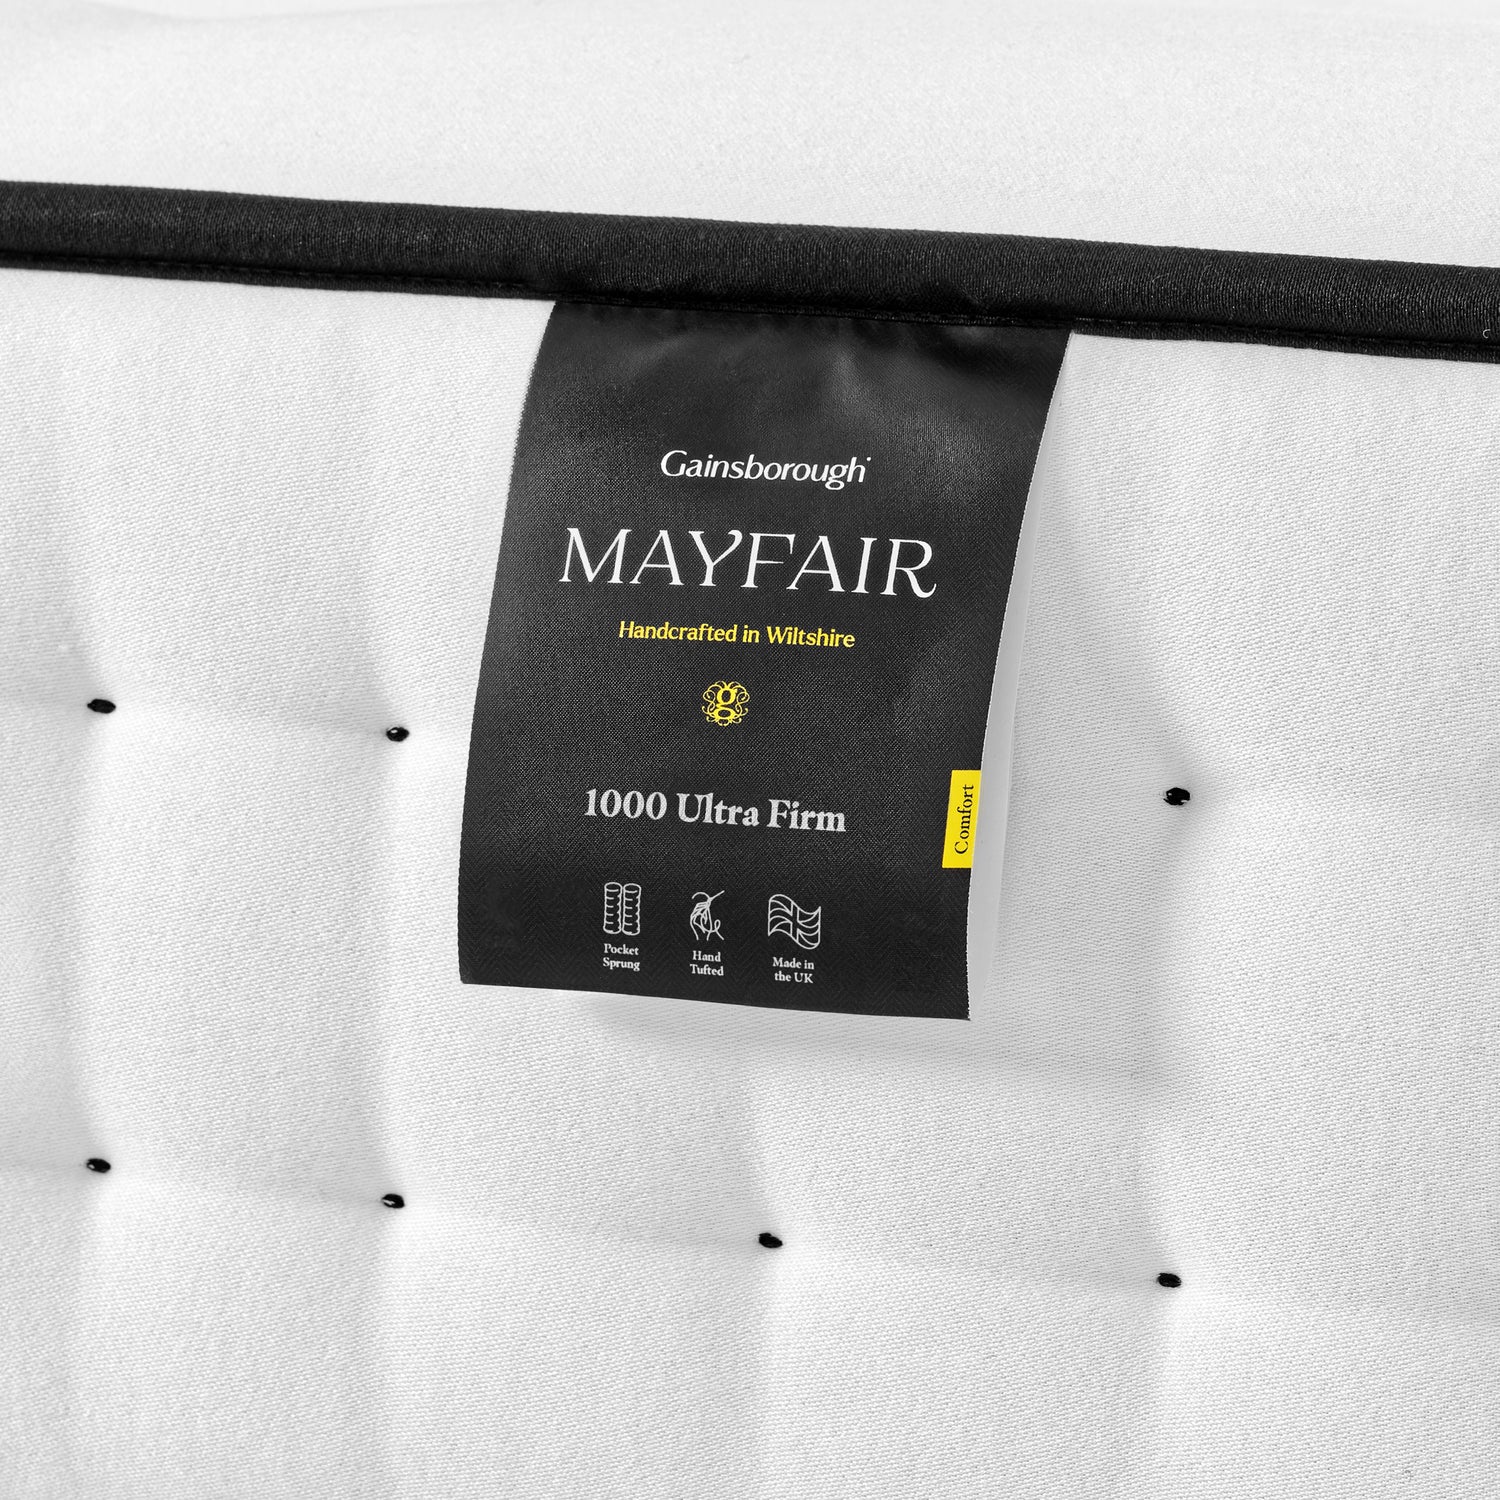 Gainsborough
MAYFAIR
Handcrafted in Wiltshire
g
1000 Ultra Firm
Comfort
Pocket
Sprung
Hand
Tufted
Made in
the UK